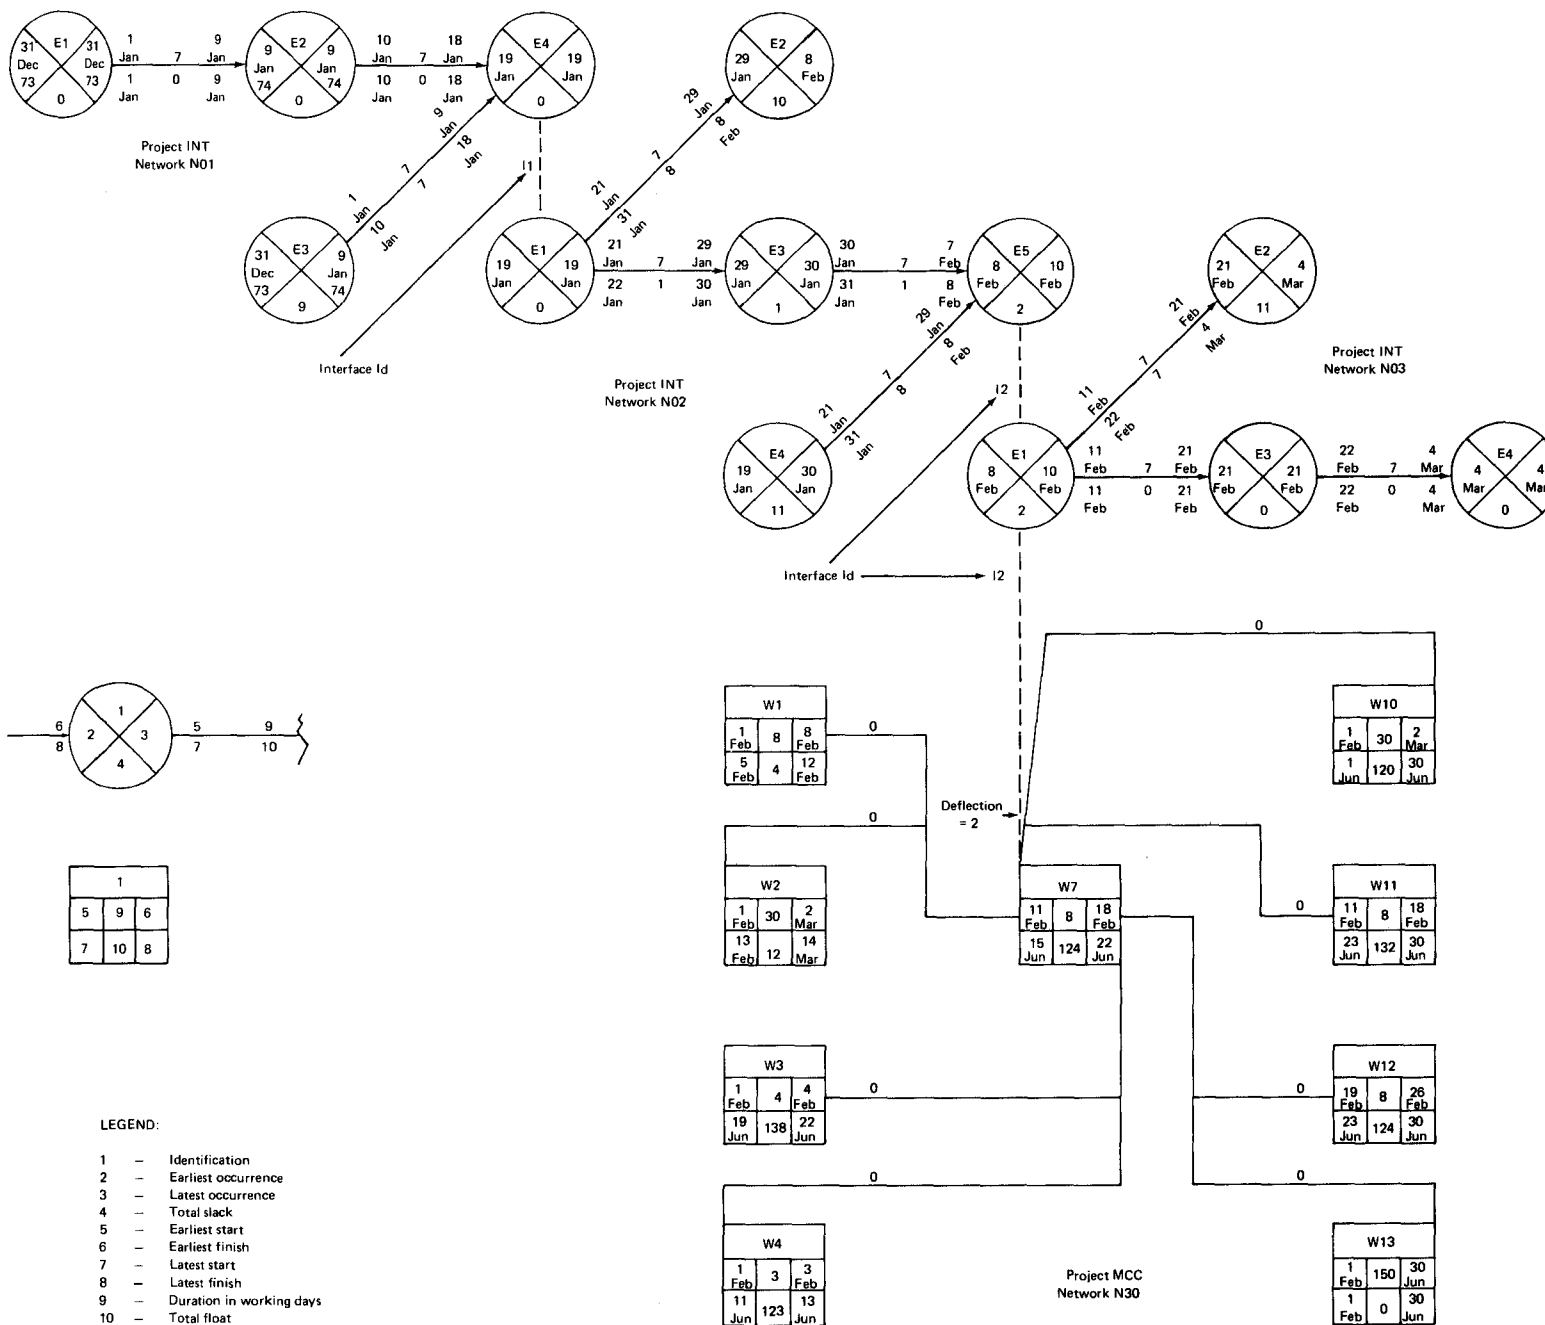 E1
31 Dec 73
31 Dec 73
0
1 Jan
7
9 Jan
1 Jan
0
9 Jan
E2
9 Jan 74
9 Jan 74
0
10 Jan
7
18 Jan
10 Jan
0
18 Jan
E4
19 Jan
19 Jan
0
Project INT
Network N01
E3
31 Dec 73
9 Jan 74
9
1 Jan
7
9 Jan
10 Jan
7
18 Jan
I1
Interface Id
E1
19 Jan
19 Jan
0
21 Jan
7
29 Jan
31 Jan
8
8 Feb
E2
29 Jan
8 Feb
10
21 Jan
7
29 Jan
22 Jan
1
30 Jan
E3
29 Jan
30 Jan
1
30 Jan
7
7 Feb
31 Jan
1
8 Feb
E5
8 Feb
10 Feb
2
Project INT
Network N02
E4
19 Jan
30 Jan
11
21 Jan
7
29 Jan
31 Jan
8
8 Feb
I2
Interface Id
I2
E1
8 Feb
10 Feb
2
11 Feb
7
21 Feb
22 Feb
7
4 Mar
E2
21 Feb
4 Mar
11
Project INT
Network N03
11 Feb
7
21 Feb
11 Feb
0
21 Feb
E3
21 Feb
21 Feb
0
22 Feb
7
4 Mar
22 Feb
0
4 Mar
E4
4 Mar
4 Mar
0
6
8
1
2
3
4
5
7
9
10
1
5 9 6
7 10 8
0
W1
1 Feb 8 8 Feb
5 Feb 4 12 Feb
0
W10
1 Feb 30 2 Mar
1 Jun 120 30 Jun
Deflection
= 2
0
W2
1 Feb 30 2 Mar
13 Feb 12 14 Mar
W7
11 Feb 8 18 Feb
15 Jun 124 22 Jun
0
W11
11 Feb 8 18 Feb
23 Jun 132 30 Jun
W3
1 Feb 4 4 Feb
19 Jun 138 22 Jun
0
0
W12
19 Feb 8 26 Feb
23 Jun 124 30 Jun
0
0
W4
1 Feb 3 3 Feb
11 Jun 123 13 Jun
Project MCC
Network N30
W13
1 Feb 150 30 Jun
1 Feb 0 30 Jun
LEGEND:
1 – Identification
2 – Earliest occurrence
3 – Latest occurrence
4 – Total slack
5 – Earliest start
6 – Earliest finish
7 – Latest start
8 – Latest finish
9 – Duration in working days
10 – Total float